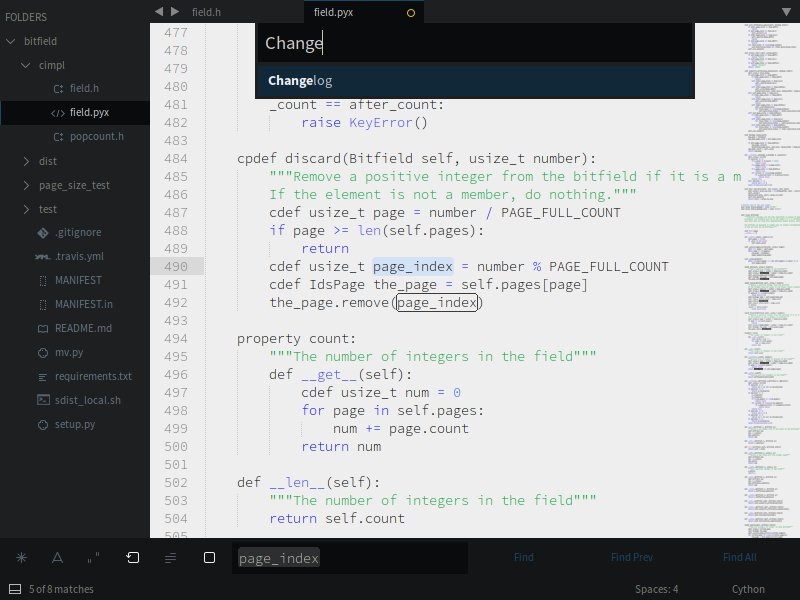 FOLDERS
bitfield
cimpl
field.h
field.pyx
popcount.h
dist
page_size_test
test
.gitignore
.travis.yml
MANIFEST
MANIFEST.in
README.md
mv.py
requirements.txt
sdist_local.sh
setup.py
field.h
field.pyx
Change
Changelog
477
478
479
480
481 _count == after_count:
482 raise KeyError()
483
484 cpdef discard(Bitfield self, usize_t number):
485 """Remove a positive integer from the bitfield if it is a m
486 If the element is not a member, do nothing."""
487 cdef usize_t page = number / PAGE_FULL_COUNT
488 if page >= len(self.pages):
489 return
490 cdef usize_t page_index = number % PAGE_FULL_COUNT
491 cdef IdsPage the_page = self.pages[page]
492 the_page.remove(page_index)
493
494 property count:
495 """The number of integers in the field"""
496 def __get__(self):
497 cdef usize_t num = 0
498 for page in self.pages:
499 num += page.count
500 return num
501
502 def __len__(self):
503 """The number of integers in the field"""
504 return self.count
505
page_index
Find
Find Prev
Find All
5 of 8 matches
Spaces: 4
Cython